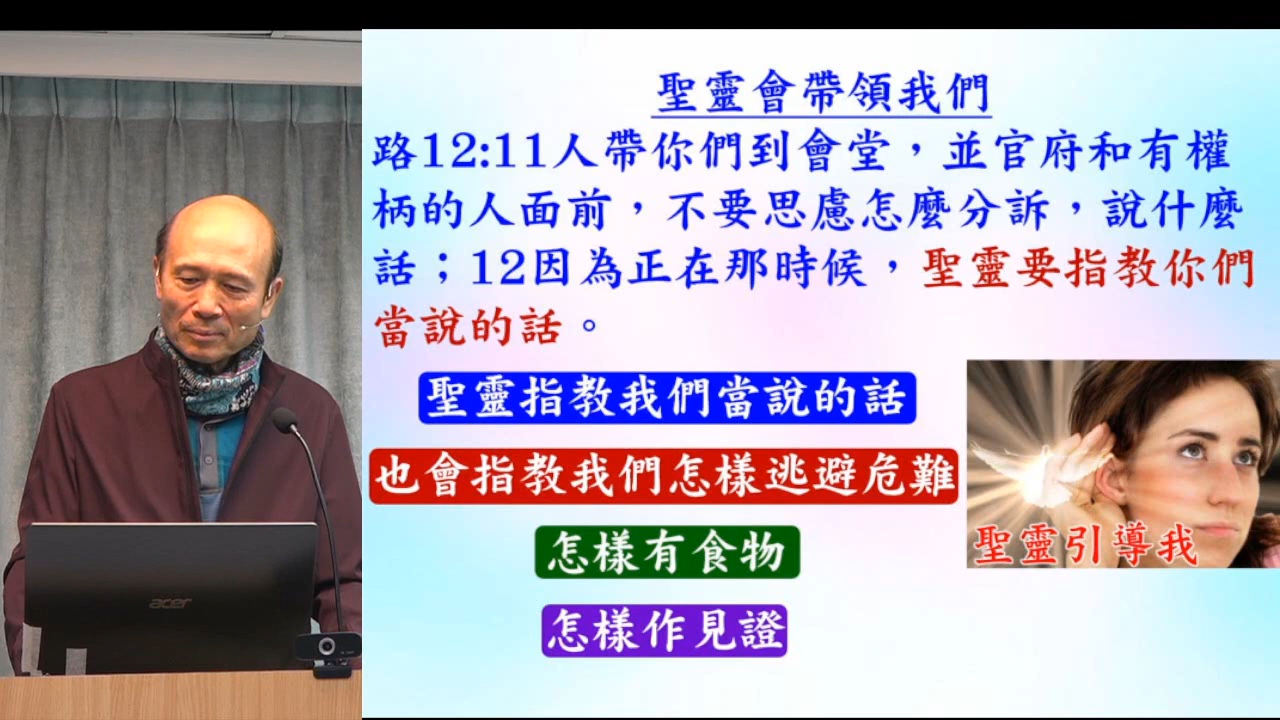 聖靈會帶領我們
路12:11人帶你們到會堂，並官府和有權
柄的人面前，不要思慮怎麼分訴，說什麼
話；12因為正在那時候，聖靈要指教你們
當說的話。
聖靈指教我們當說的話
也會指教我們怎樣逃避危難
怎樣有食物
怎樣作見證
聖靈引導我
acer